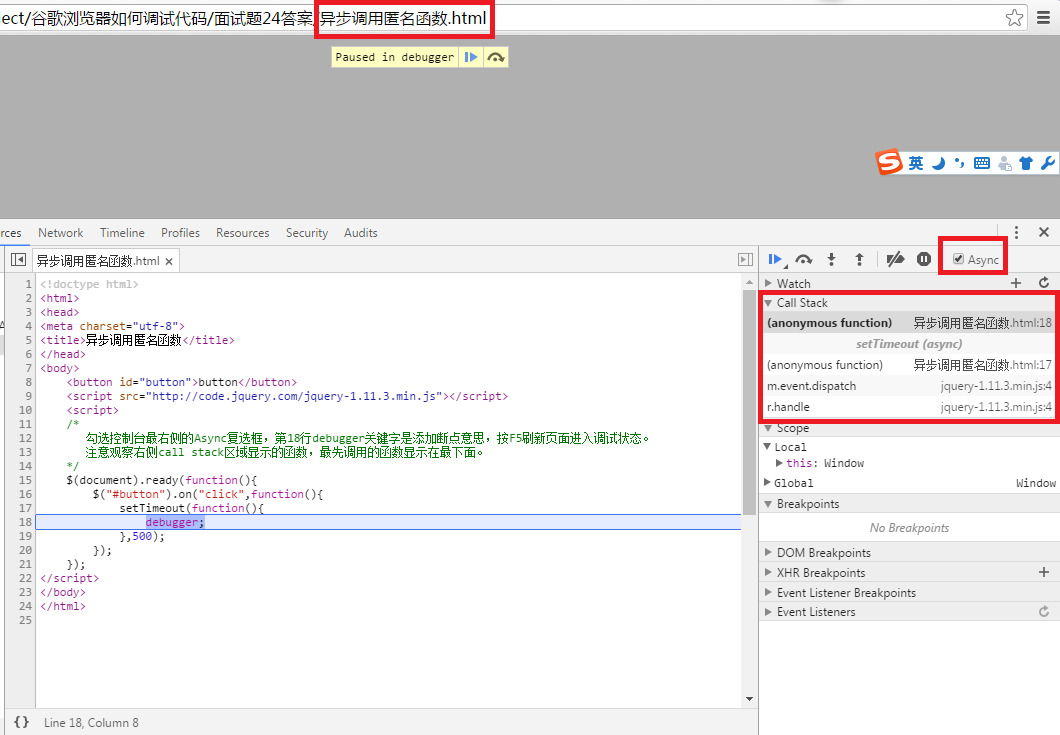 ject/谷歌浏览器如何调试代码/面试题24答案/异步调用匿名函数.html
Paused in debugger
英
rces Network Timeline Profiles Resources Security Audits
异步调用匿名函数.html ×
Async
1 <!doctype html>
2 <html>
3 <head>
4 <meta charset="utf-8">
5 <title>异步调用匿名函数</title>
6 </head>
7 <body>
8 <button id="button">button</button>
9 <script src="http://code.jquery.com/jquery-1.11.3.min.js"></script>
10 <script>
11 /*
12 勾选控制台最右侧的Async复选框，第18行debugger关键字是添加断点意思，按F5刷新页面进入调试状态。
13 注意观察右侧call stack区域显示的函数，最先调用的函数显示在最下面。
14 */
15 $(document).ready(function(){
16 $("#button").on("click",function(){
17 setTimeout(function(){
18 debugger;
19 },500);
20 });
21 });
22 </script>
23 </body>
24 </html>
25
Watch
Call Stack
(anonymous function) 异步调用匿名函数.html:18
setTimeout (async)
(anonymous function) 异步调用匿名函数.html:17
m.event.dispatch jquery-1.11.3.min.js:4
r.handle jquery-1.11.3.min.js:4
Scope
Local
this: Window
Global Window
Breakpoints
No Breakpoints
DOM Breakpoints
XHR Breakpoints
Event Listener Breakpoints
Event Listeners
{} Line 18, Column 8